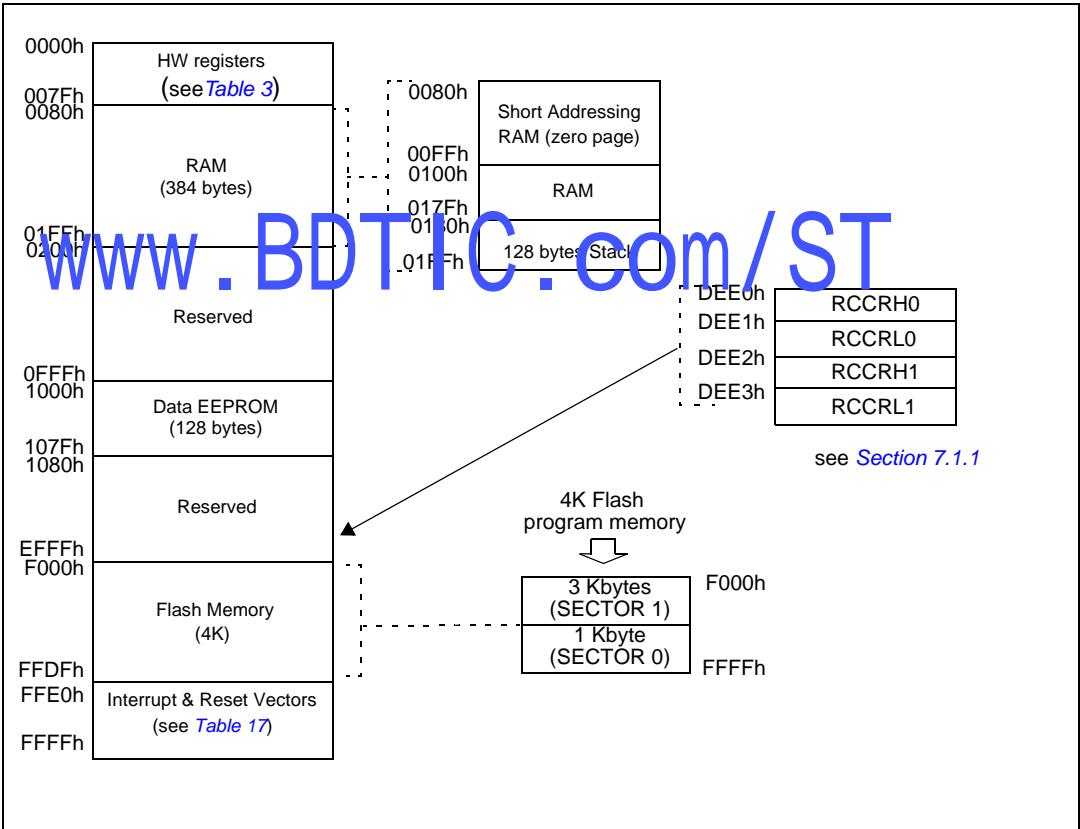 0000h
HW registers
(see Table 3)
007Fh
0080h
RAM
(384 bytes)
01FFh
0200h
Reserved
0FFFh
1000h
Data EEPROM
(128 bytes)
107Fh
1080h
Reserved
EFFFh
F000h
Flash Memory
(4K)
FFDFh
FFE0h
Interrupt & Reset Vectors
(see Table 17)
FFFFh
0080h
Short Addressing
RAM (zero page)
00FFh
0100h
RAM
017Fh
0180h
128 bytes Stack
01FFh
www.BDTIC.com/ST
DEE0h
RCCRH0
DEE1h
RCCRL0
DEE2h
RCCRH1
DEE3h
RCCRL1
see Section 7.1.1
4K Flash
program memory
3 Kbytes
(SECTOR 1)
F000h
1 Kbyte
(SECTOR 0)
FFFFh